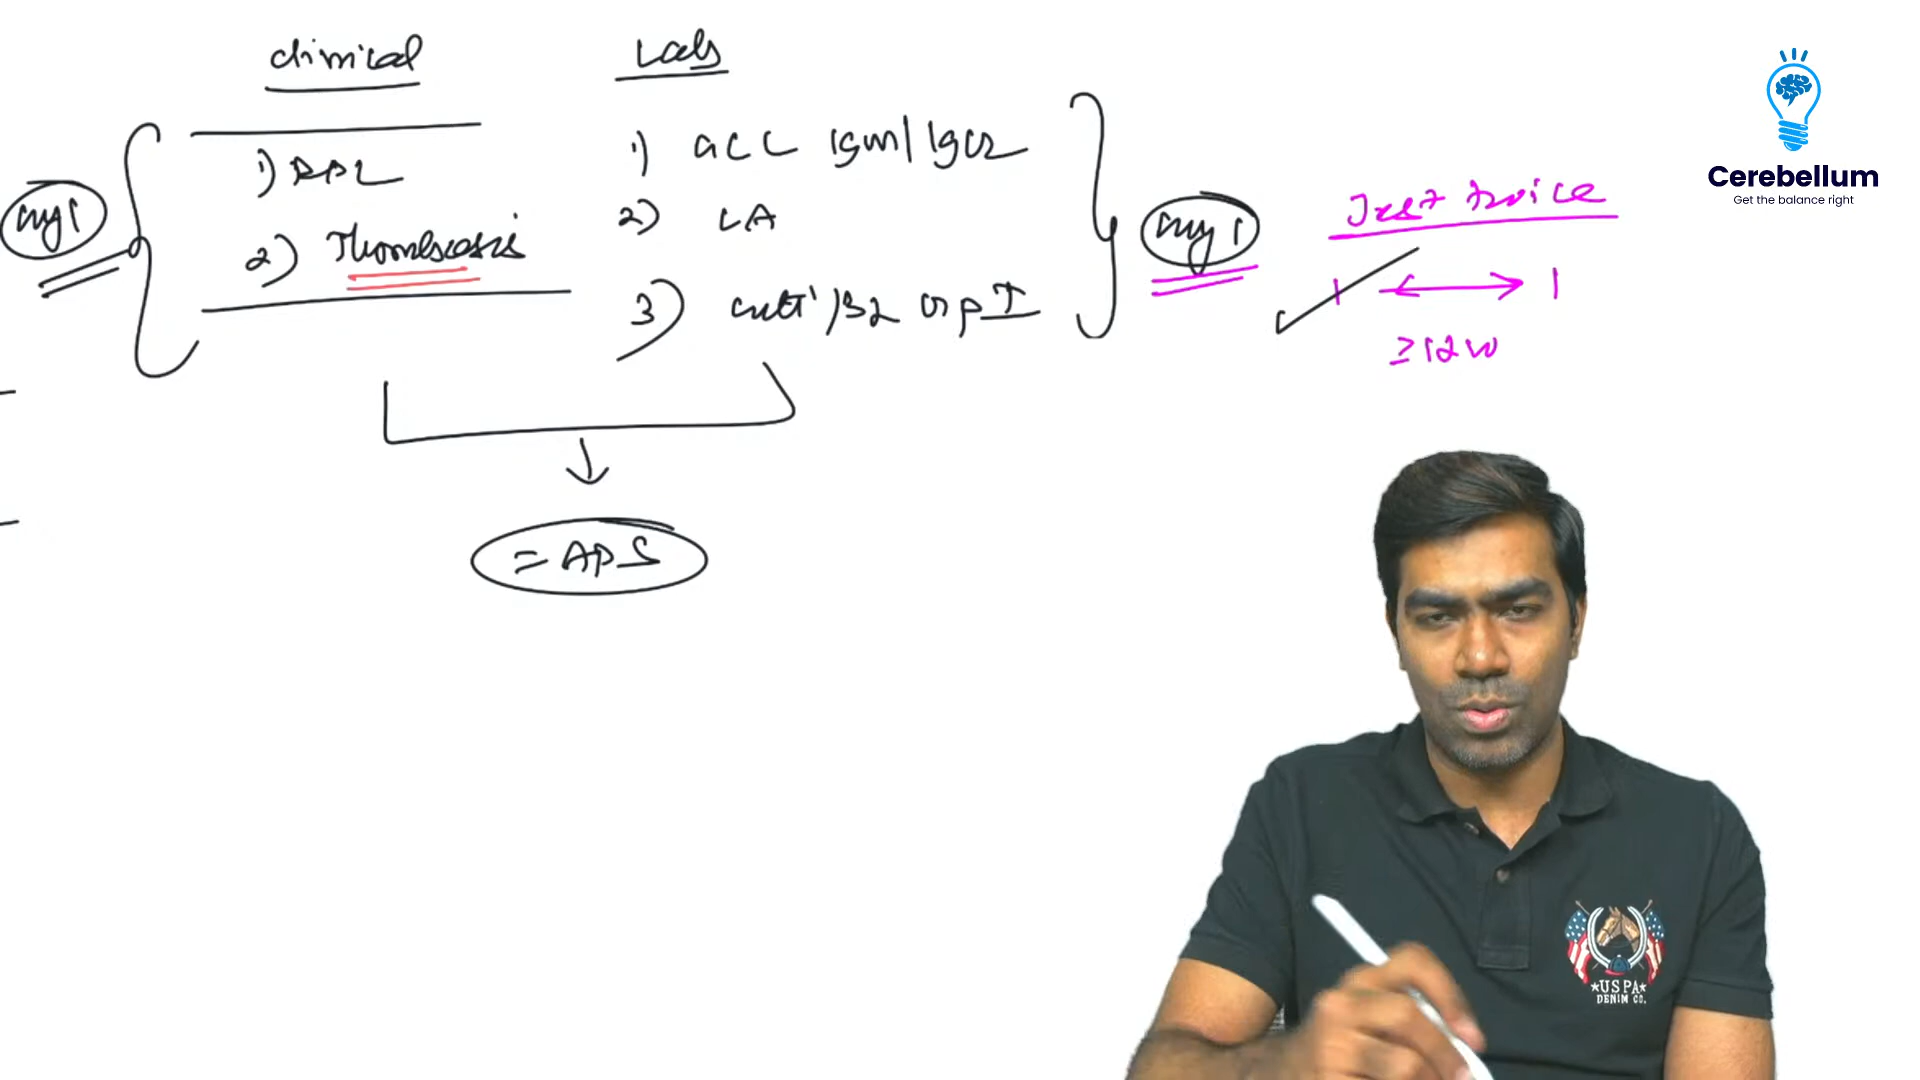 clinical
Labs
any 1
1) RPL
2) Thrombosis
1) aCL IgM/IgG
2) LA
3) anti β2 GPI
any 1
Test twice
1 ↔ 1
≥12w
= APS
Cerebellum
Get the balance right
★USPA★
DENIM CO.